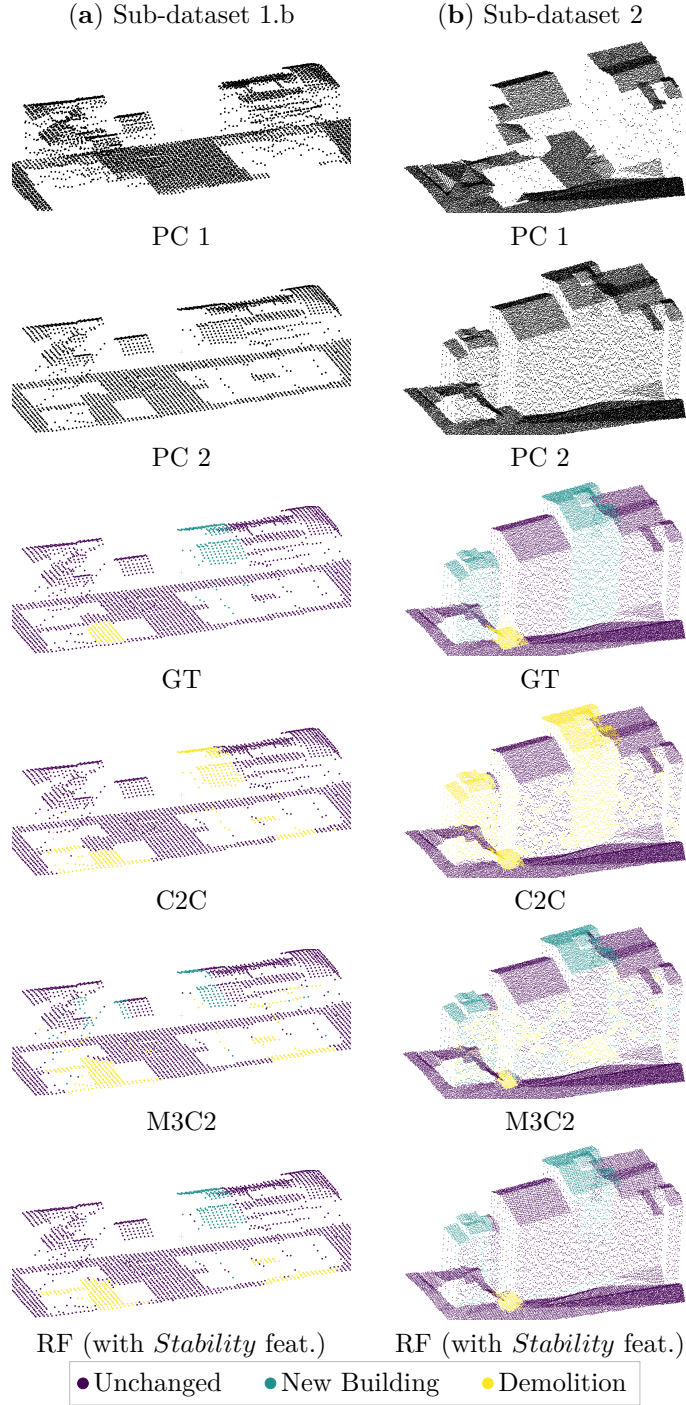 (a) Sub-dataset 1.b (b) Sub-dataset 2
PC 1 PC 1
PC 2 PC 2
GT GT
C2C C2C
M3C2 M3C2
RF (with Stability feat.) RF (with Stability feat.)
Unchanged New Building Demolition